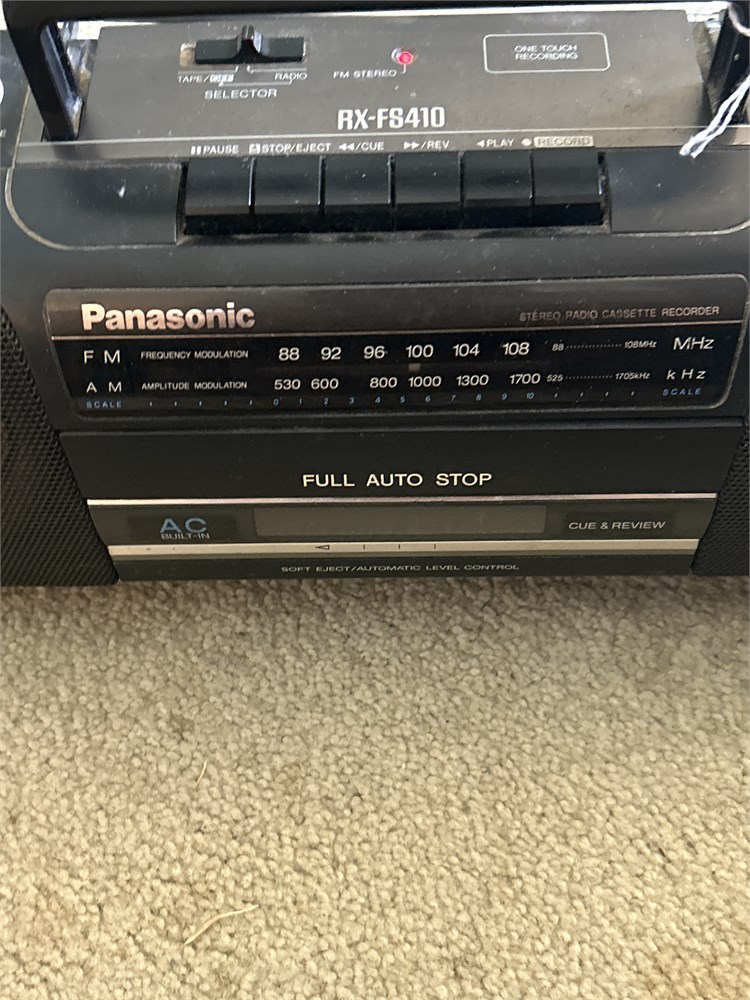 TAPE/OFF RADIO
SELECTOR
FM STEREO
ONE TOUCH
RECORDING
RX-FS410
PAUSE STOP/EJECT ◀◀/CUE ▶▶/REV ◀ PLAY ● RECORD
Panasonic
STEREO RADIO CASSETTE RECORDER
FM FREQUENCY MODULATION 88 92 96 100 104 108 88 ............... 108MHz MHz
AM AMPLITUDE MODULATION 530 600 800 1000 1300 1700 525 ............ 1705kHz kHz
SCALE 0 1 2 3 4 5 6 7 8 9 10 SCALE
FULL AUTO STOP
AC
BUILT-IN
CUE & REVIEW
SOFT EJECT/AUTOMATIC LEVEL CONTROL